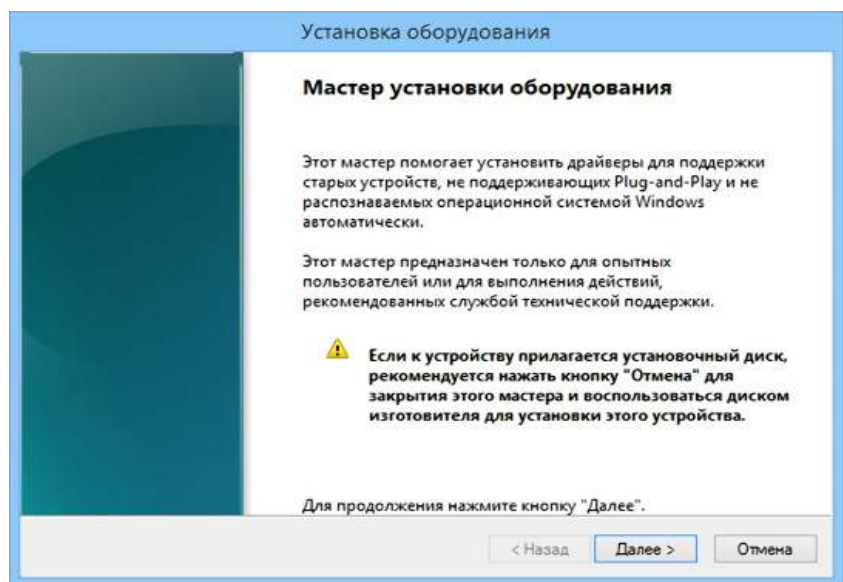 Установка оборудования
Мастер установки оборудования
Этот мастер помогает установить драйверы для поддержки
старых устройств, не поддерживающих Plug-and-Play и не
распознаваемых операционной системой Windows
автоматически.
Этот мастер предназначен только для опытных
пользователей или для выполнения действий,
рекомендованных службой технической поддержки.
Если к устройству прилагается установочный диск,
рекомендуется нажать кнопку "Отмена" для
закрытия этого мастера и воспользоваться диском
изготовителя для установки этого устройства.
Для продолжения нажмите кнопку "Далее".
< Назад Далее > Отмена